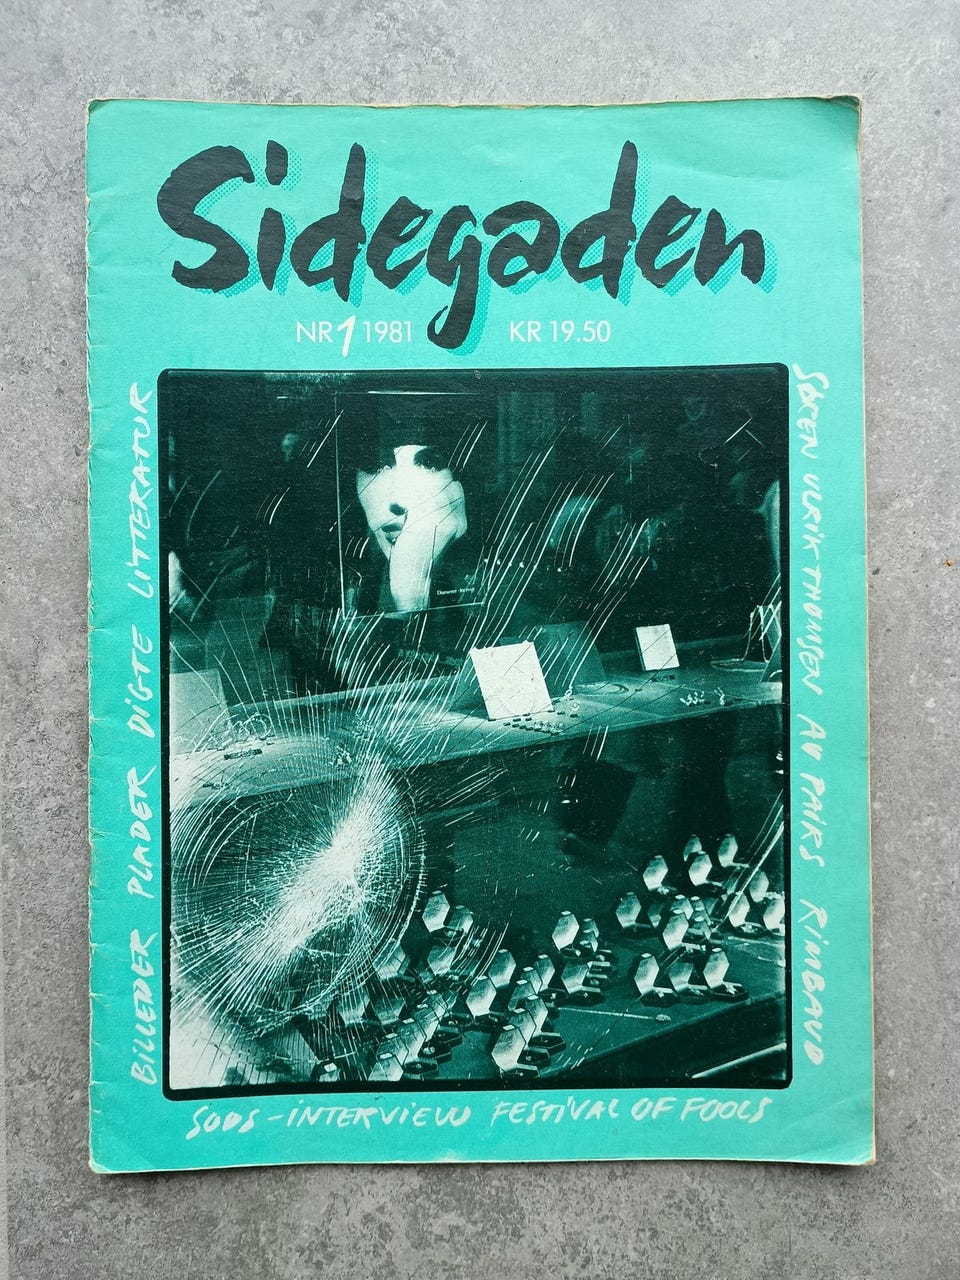 Sidegaden
NR 1 1981 KR 19.50
BILLEDER PLADER DIGTE LITTERATUR
SØREN ULRIK THOMSEN AU PAIRS RIMBAUD
SODS-INTERVIEW FESTIVAL OF FOOLS